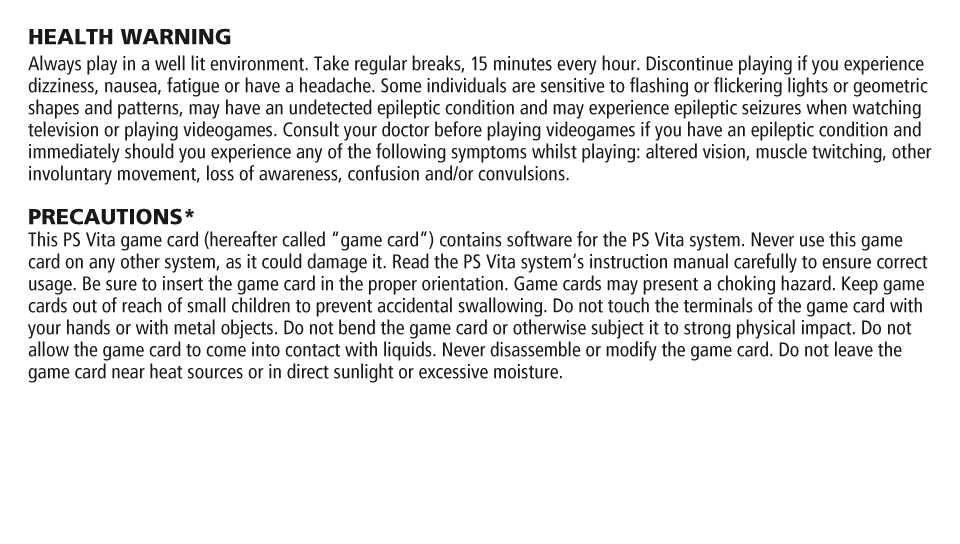 HEALTH WARNING
Always play in a well lit environment. Take regular breaks, 15 minutes every hour. Discontinue playing if you experience
dizziness, nausea, fatigue or have a headache. Some individuals are sensitive to flashing or flickering lights or geometric
shapes and patterns, may have an undetected epileptic condition and may experience epileptic seizures when watching
television or playing videogames. Consult your doctor before playing videogames if you have an epileptic condition and
immediately should you experience any of the following symptoms whilst playing: altered vision, muscle twitching, other
involuntary movement, loss of awareness, confusion and/or convulsions.
PRECAUTIONS*
This PS Vita game card (hereafter called “game card”) contains software for the PS Vita system. Never use this game
card on any other system, as it could damage it. Read the PS Vita system‘s instruction manual carefully to ensure correct
usage. Be sure to insert the game card in the proper orientation. Game cards may present a choking hazard. Keep game
cards out of reach of small children to prevent accidental swallowing. Do not touch the terminals of the game card with
your hands or with metal objects. Do not bend the game card or otherwise subject it to strong physical impact. Do not
allow the game card to come into contact with liquids. Never disassemble or modify the game card. Do not leave the
game card near heat sources or in direct sunlight or excessive moisture.